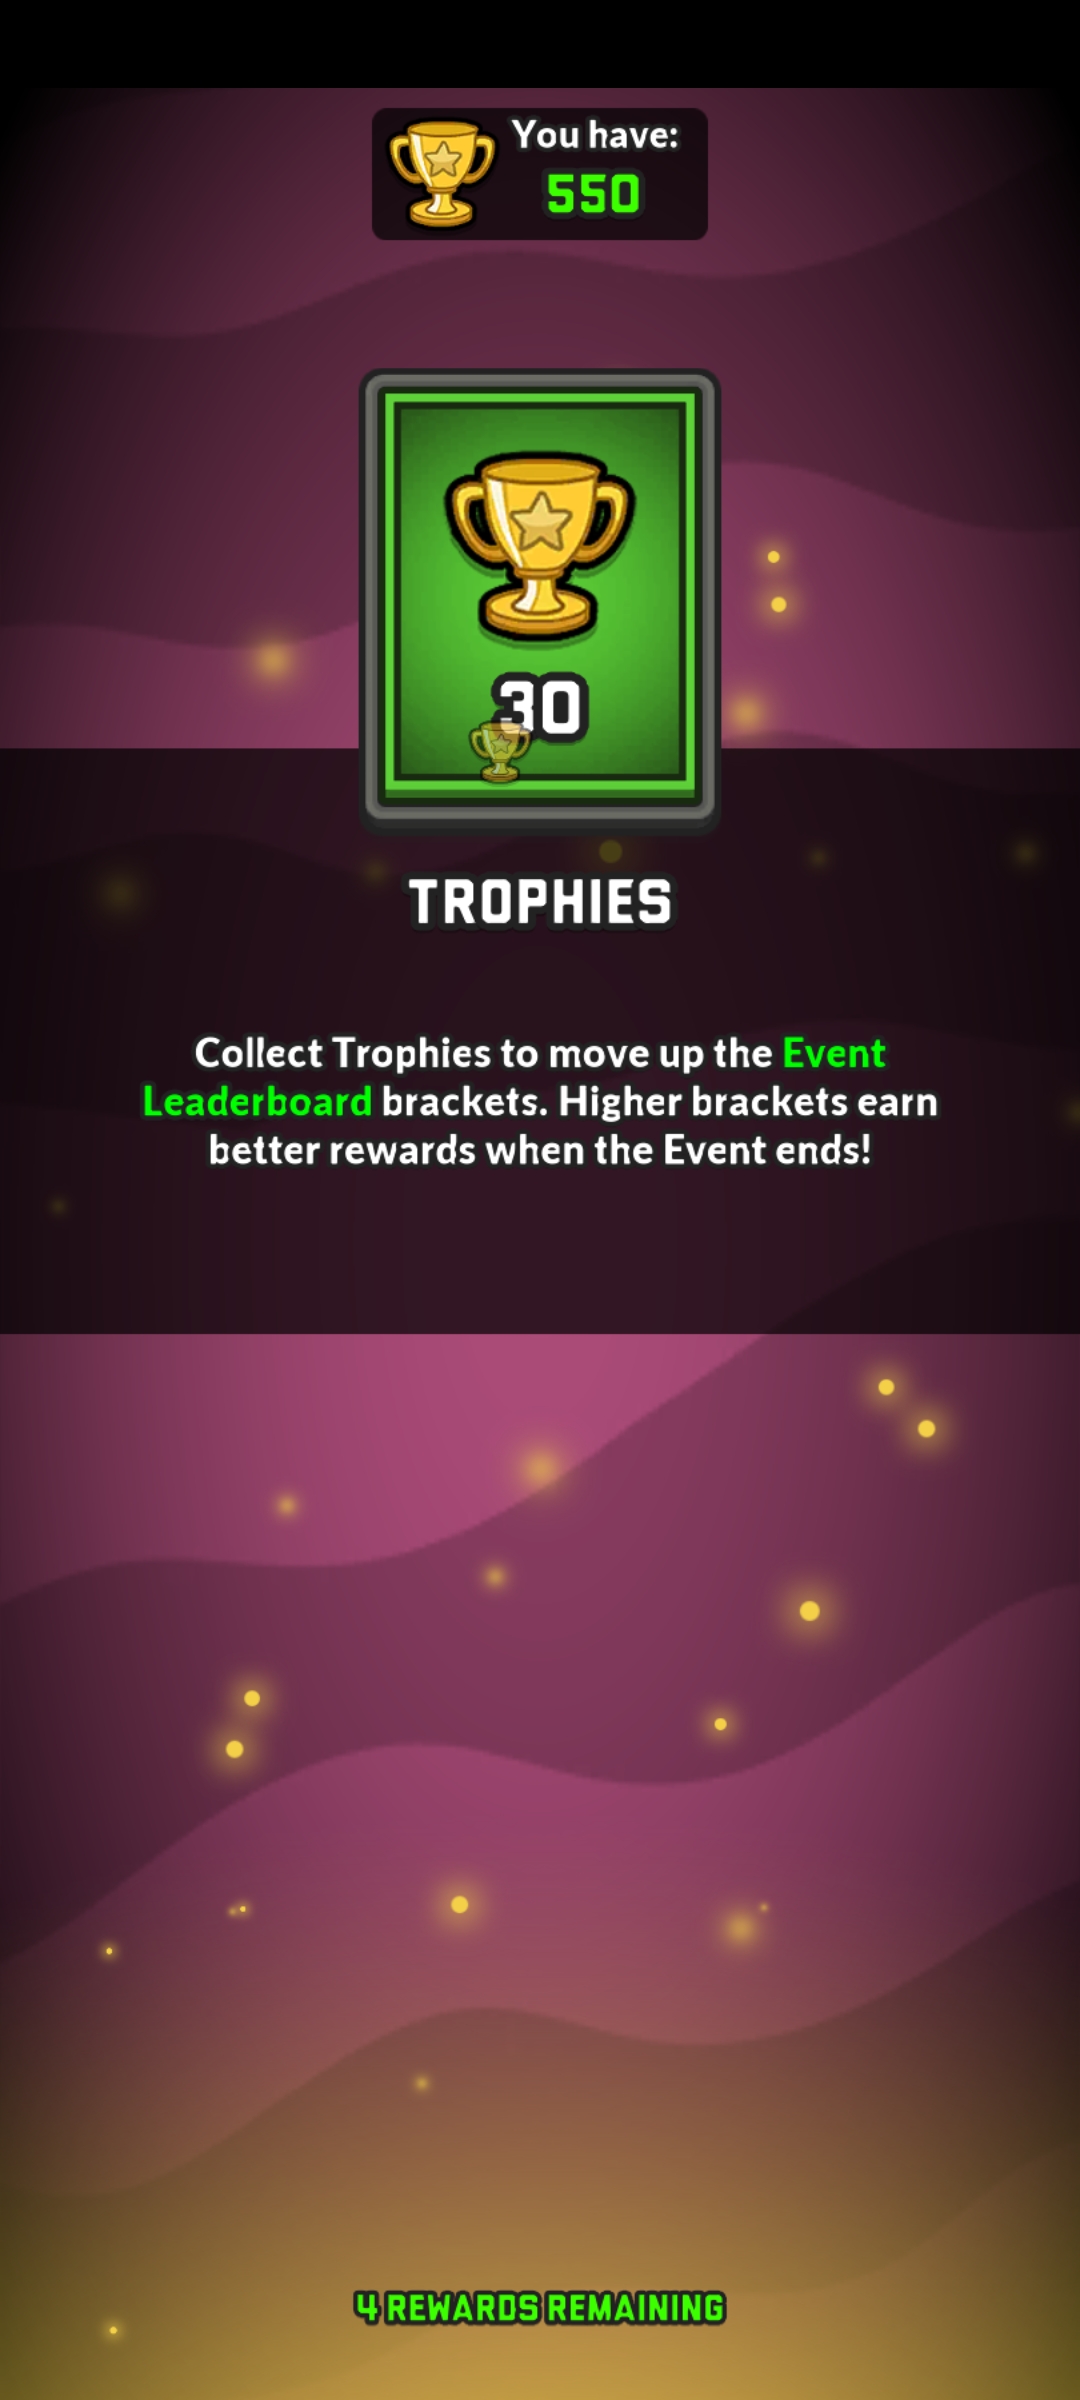 You have:
550
30
TROPHIES
Collect Trophies to move up the Event
Leaderboard brackets. Higher brackets earn
better rewards when the Event ends!
4 REWARDS REMAINING